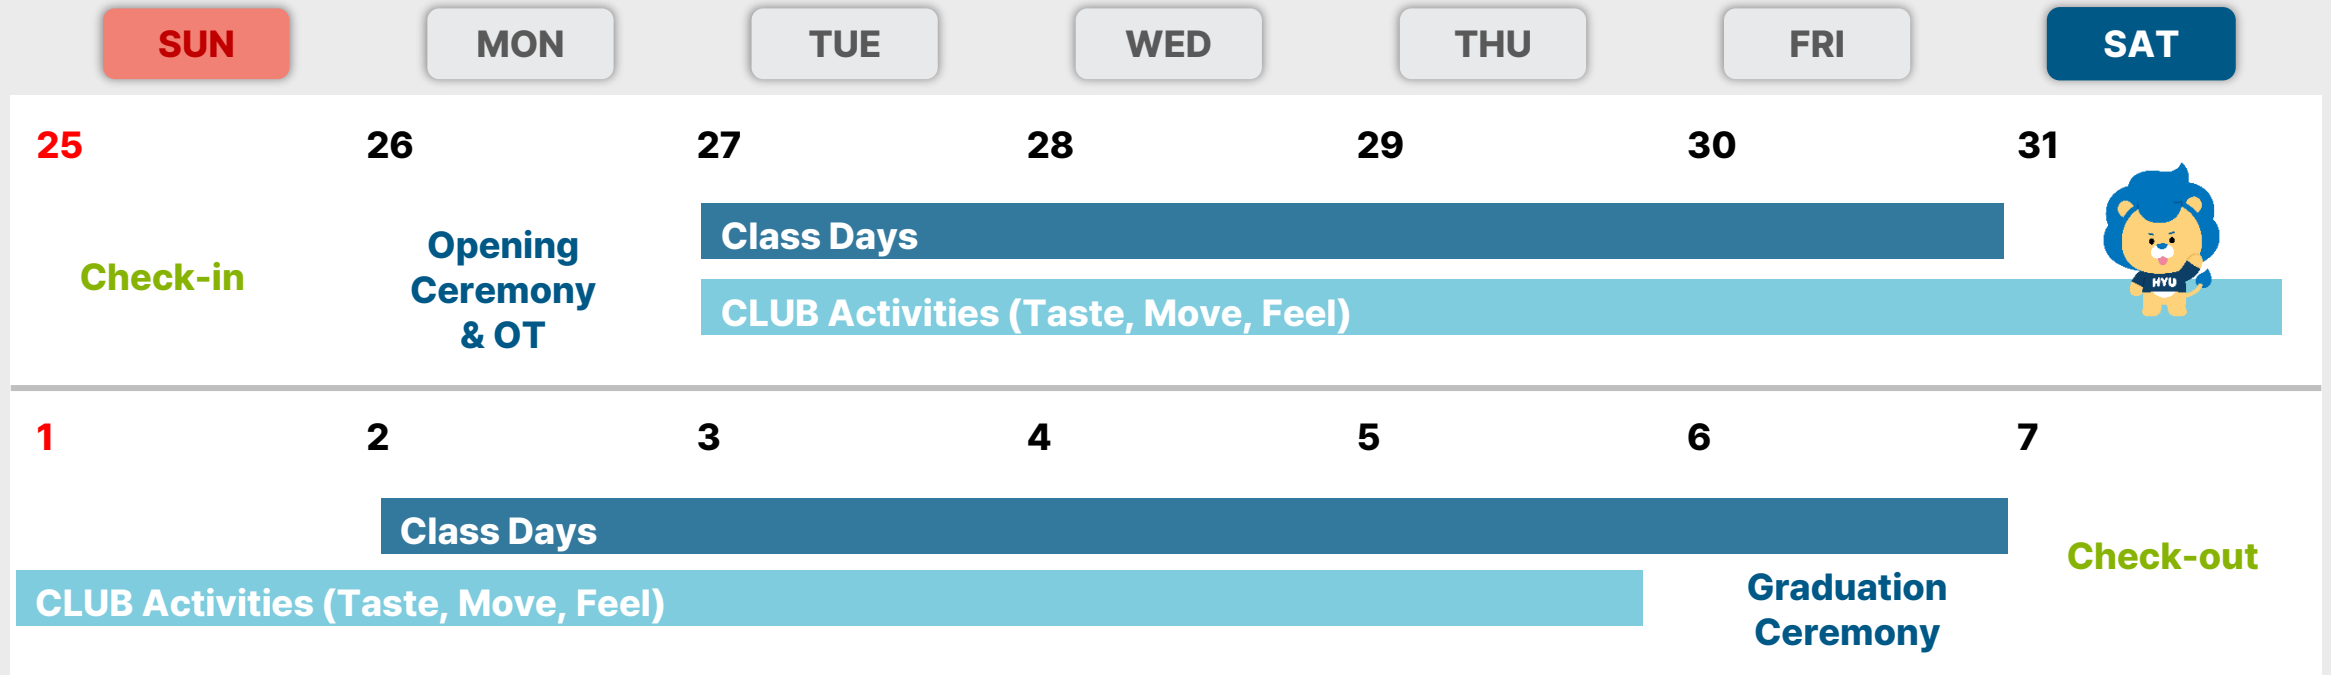 SUN MON TUE WED THU FRI SAT
25 26 27 28 29 30 31
Check-in
Opening
Ceremony
& OT
Class Days
CLUB Activities (Taste, Move, Feel)
HYU
1 2 3 4 5 6 7
Class Days
CLUB Activities (Taste, Move, Feel)
Graduation
Ceremony
Check-out